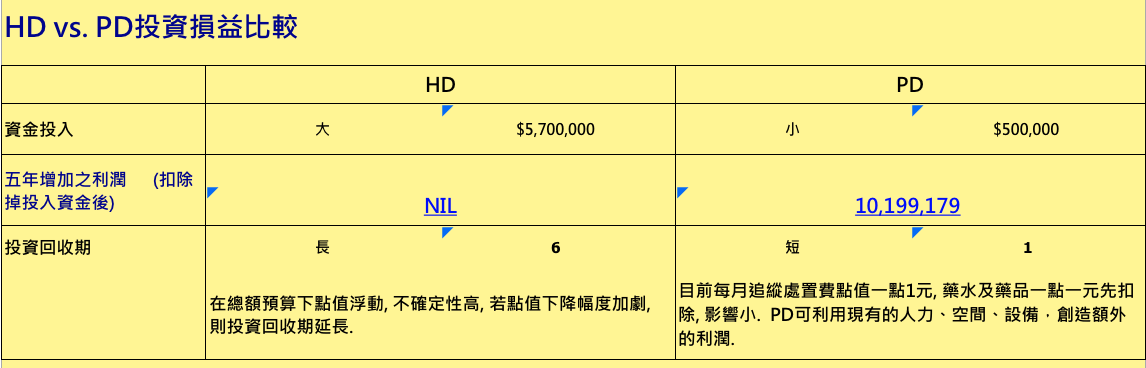 HD vs. PD投資損益比較
HD PD
資金投入 大 $5,700,000 小 $500,000
五年增加之利潤 (扣除
掉投入資金後)
NIL 10,199,179
投資回收期 長 6 短 1
在總額預算下點值浮動, 不確定性高, 若點值下降幅度加劇,
則投資回收期延長.
目前每月追縱處置費點值一點1元, 藥水及藥品一點一元先扣
除, 影響小. PD可利用現有的人力、空間、設備，創造額外
的利潤.